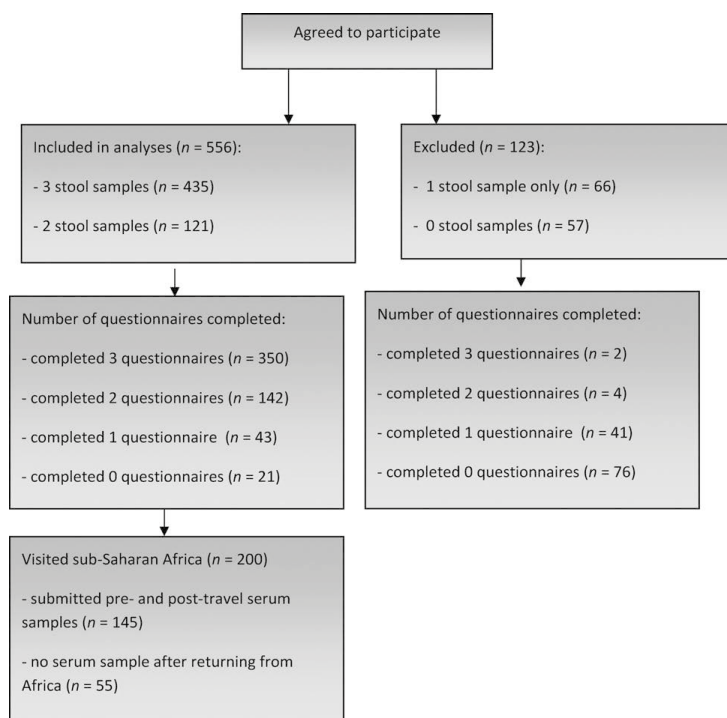 Agreed to participate
Included in analyses (n = 556):
- 3 stool samples (n = 435)
- 2 stool samples (n = 121)
Excluded (n = 123):
- 1 stool sample only (n = 66)
- 0 stool samples (n = 57)
Number of questionnaires completed:
- completed 3 questionnaires (n = 350)
- completed 2 questionnaires (n = 142)
- completed 1 questionnaire (n = 43)
- completed 0 questionnaires (n = 21)
Number of questionnaires completed:
- completed 3 questionnaires (n = 2)
- completed 2 questionnaires (n = 4)
- completed 1 questionnaire (n = 41)
- completed 0 questionnaires (n = 76)
Visited sub-Saharan Africa (n = 200)
- submitted pre- and post-travel serum
samples (n = 145)
- no serum sample after returning from
Africa (n = 55)